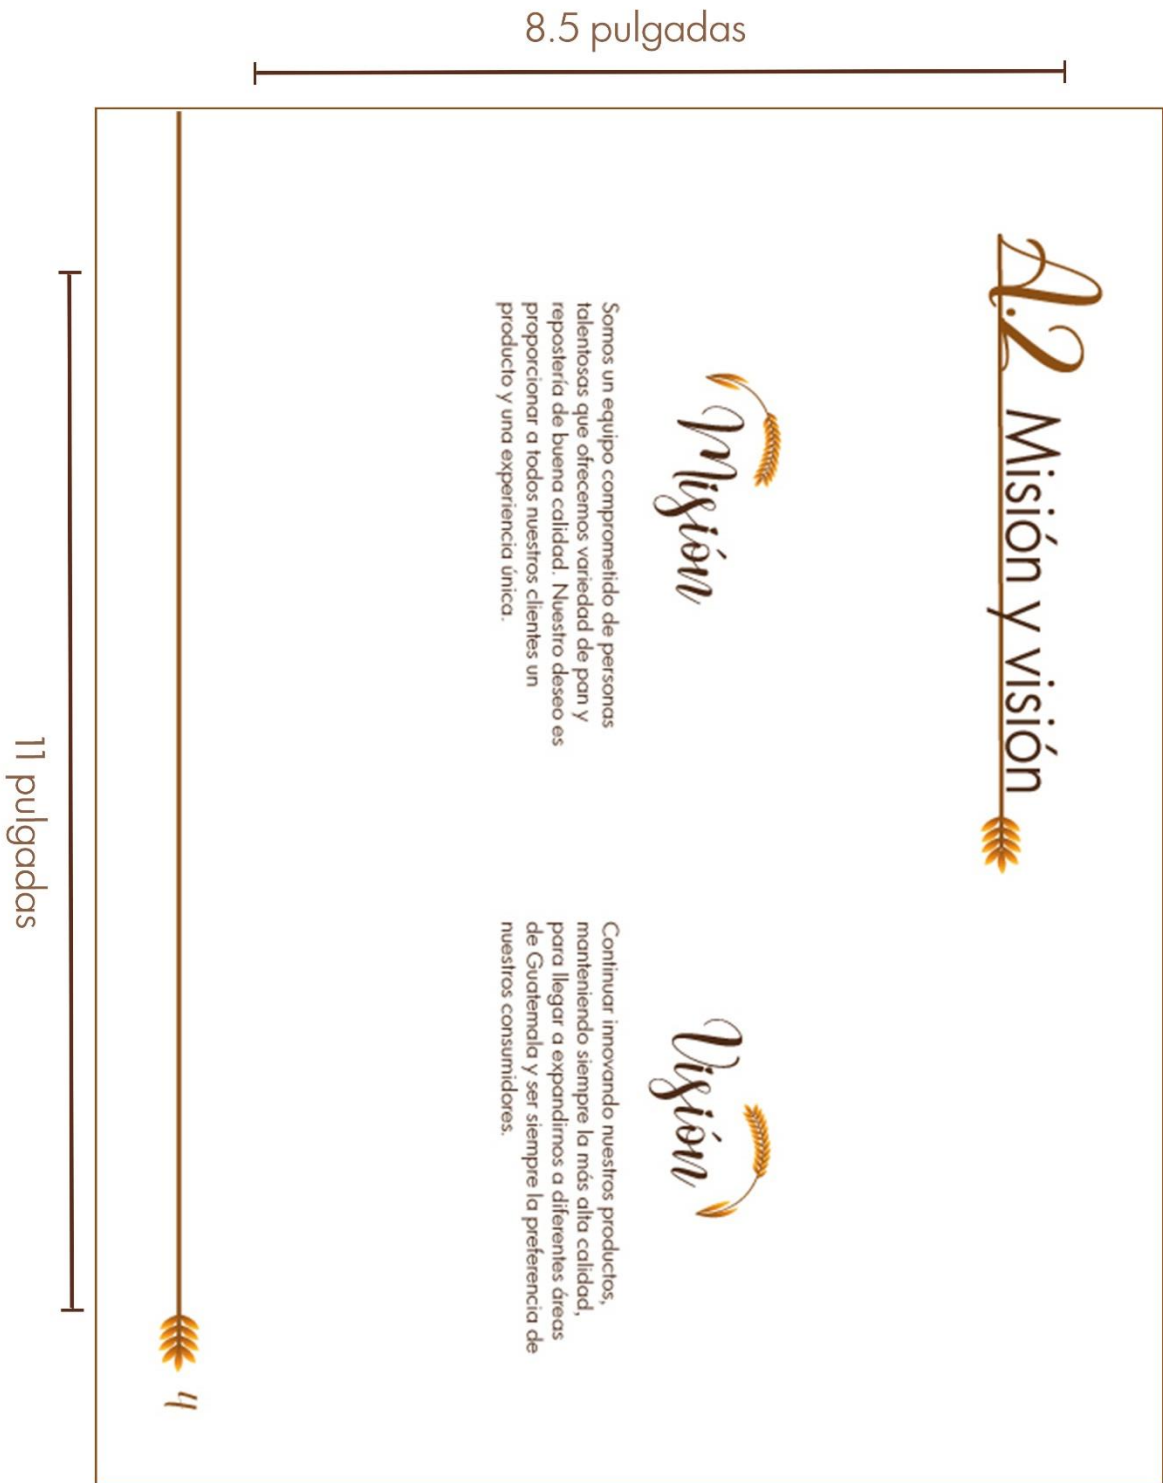 8.5 pulgadas
11 pulgadas
A.2 Misión y visión
Misión
Somos un equipo comprometido de personas
talentosas que ofrecemos variedad de pan y
repostería de buena calidad. Nuestro deseo es
proporcionar a todos nuestros clientes un
producto y una experiencia única.
Visión
Continuar innovando nuestros productos,
manteniendo siempre la más alta calidad,
para llegar a expandirnos a diferentes áreas
de Guatemala y ser siempre la preferencia de
nuestros consumidores.
4